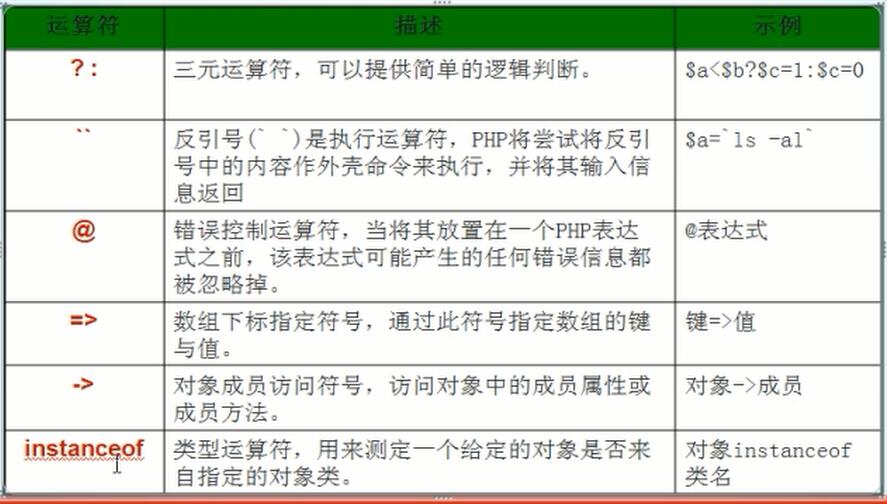 运算符 描述 示例
? : 三元运算符，可以提供简单的逻辑判断。 $a<$b?$c=1:$c=0
`` 反引号(` `)是执行运算符，PHP将尝试将反引 $a=`ls -al`
号中的内容作外壳命令来执行，并将其输入信
息返回
@ 错误控制运算符，当将其放置在一个PHP表达 @表达式
式之前，该表达式可能产生的任何错误信息都
被忽略掉。
=> 数组下标指定符号，通过此符号指定数组的键 键=>值
与值。
-> 对象成员访问符号，访问对象中的成员属性或 对象->成员
成员方法。
instanceof 类型运算符，用来测定一个给定的对象是否来 对象instanceof
自指定的对象类。 类名